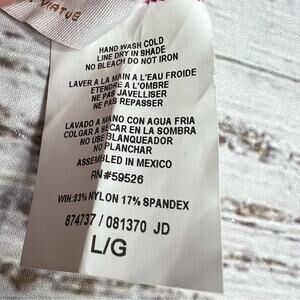 VIRTUE
HAND WASH COLD
LINE DRY IN SHADE
NO BLEACH DO NOT IRON
LAVER A LA MAIN A L'EAU FROIDE
ETENDRE A L'OMBRE
NE PAS JAVELLISER
NE PAS REPASSER
LAVADO A MANO CON AGUA FRIA
COLGAR A SECAR EN LA SOMBRA
NO USE BLANQUEADOR
NO PLANCHAR
ASSEMBLED IN MEXICO
RN#59526
WIN:83% NYLON 17% SPANDEX
874737 / 081370 JD
L/G